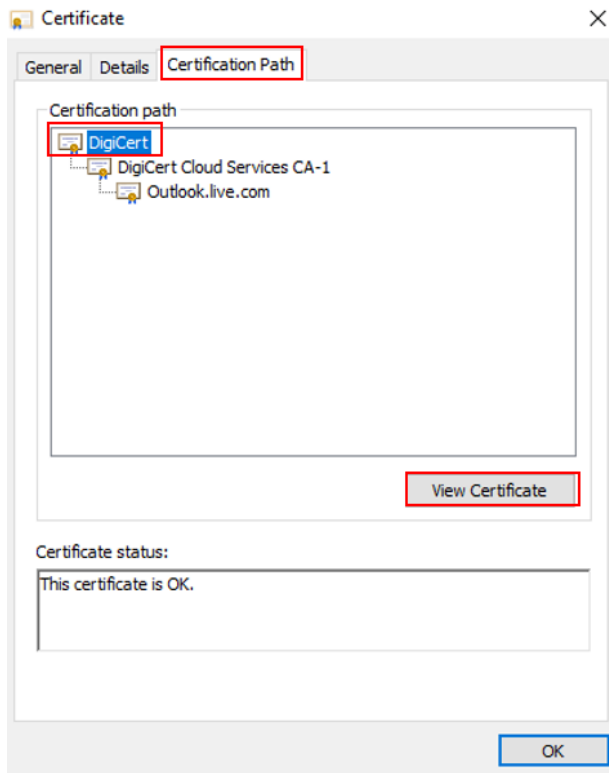 Certificate
General Details Certification Path
Certification path
DigiCert
DigiCert Cloud Services CA-1
Outlook.live.com
View Certificate
Certificate status:
This certificate is OK.
OK